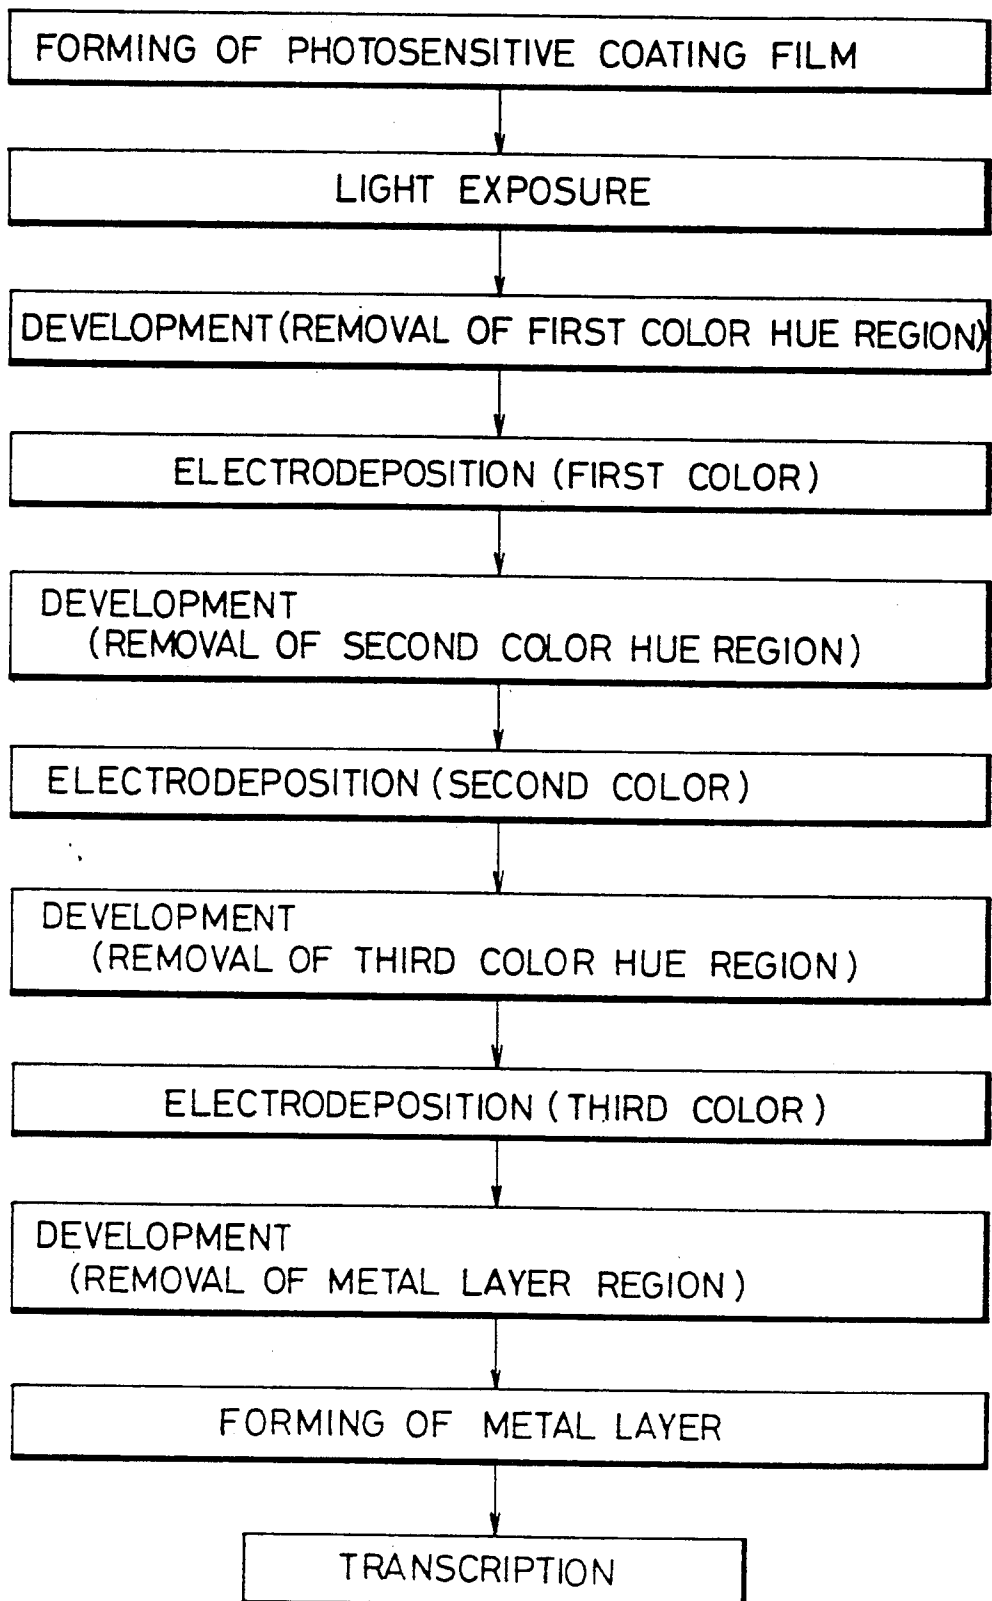 FORMING OF PHOTOSENSITIVE COATING FILM
LIGHT EXPOSURE
DEVELOPMENT (REMOVAL OF FIRST COLOR HUE REGION)
ELECTRODEPOSITION (FIRST COLOR)
DEVELOPMENT
(REMOVAL OF SECOND COLOR HUE REGION)
ELECTRODEPOSITION (SECOND COLOR)
DEVELOPMENT
(REMOVAL OF THIRD COLOR HUE REGION)
ELECTRODEPOSITION (THIRD COLOR)
DEVELOPMENT
(REMOVAL OF METAL LAYER REGION)
FORMING OF METAL LAYER
TRANSCRIPTION